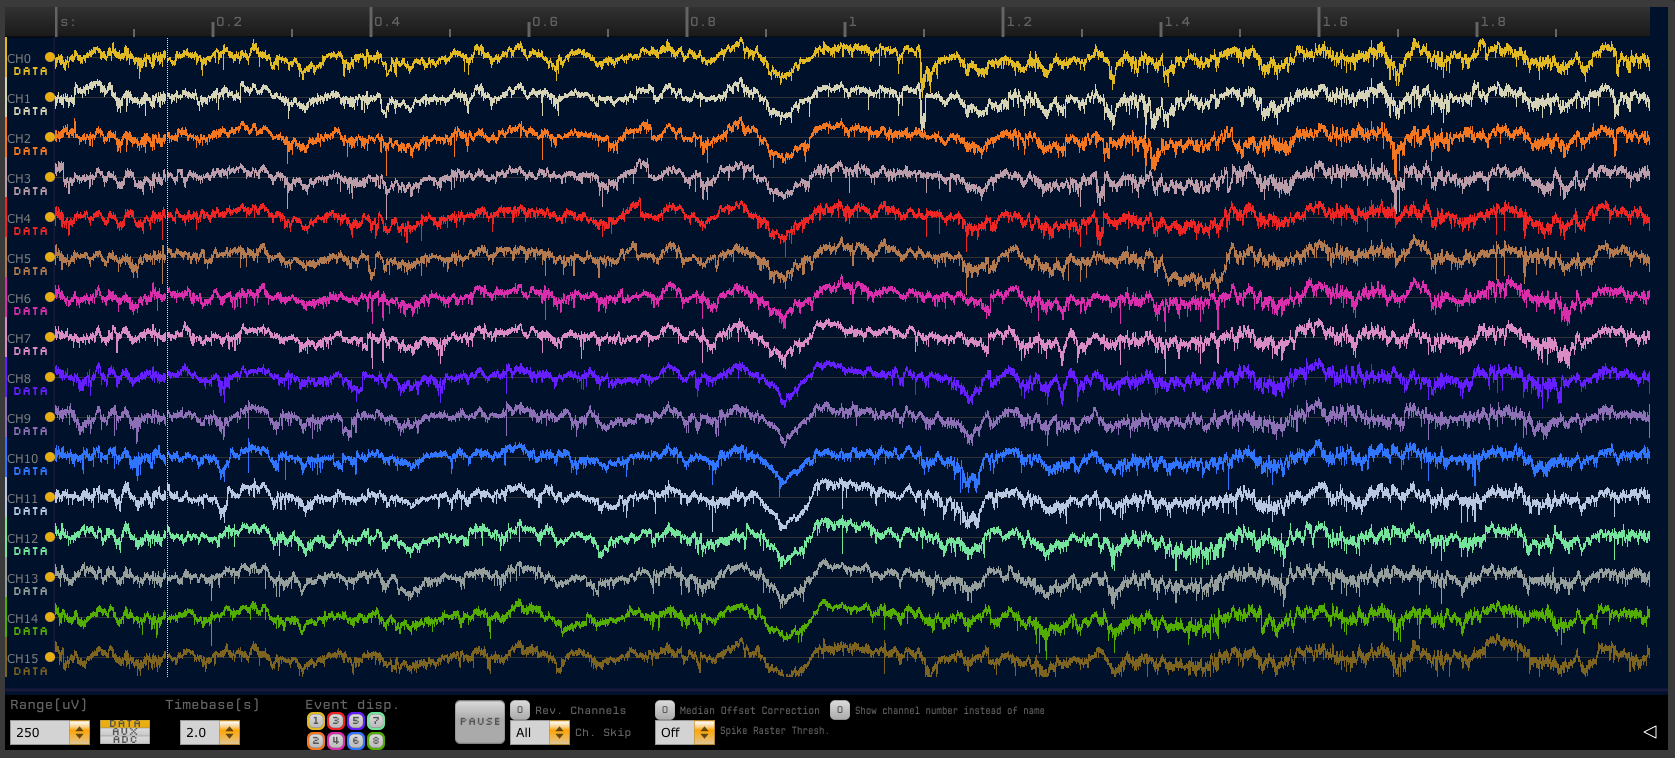 s: 0.2 0.4 0.6 0.8 1 1.2 1.4 1.6 1.8
CH0
DATA
CH1
DATA
CH2
DATA
CH3
DATA
CH4
DATA
CH5
DATA
CH6
DATA
CH7
DATA
CH8
DATA
CH9
DATA
CH10
DATA
CH11
DATA
CH12
DATA
CH13
DATA
CH14
DATA
CH15
DATA
Range(uV) Timebase(s) Event disp.
250 DATA AUX ADC 2.0
1 3 5 7
2 4 6 8
PAUSE
0 Rev. Channels 0 Median Offset Correction 0 Show channel number instead of name
All Ch. Skip Off Spike Raster Thresh.